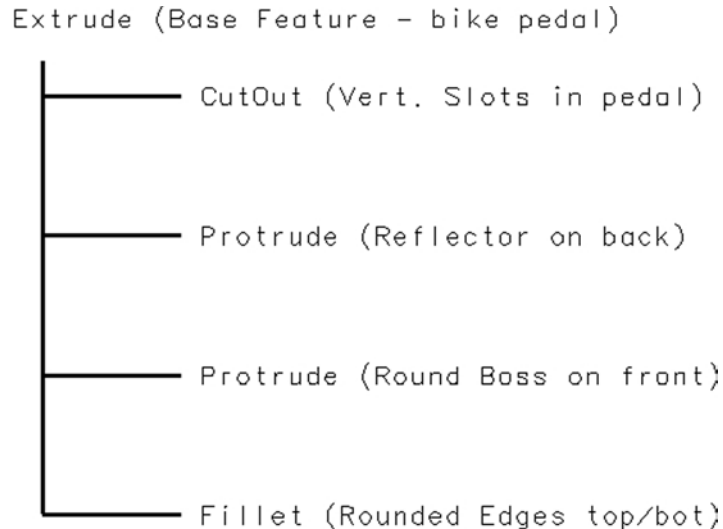 Extrude (Base Feature - bike pedal)
CutOut (Vert. Slots in pedal)
Protrude (Reflector on back)
Protrude (Round Boss on front)
Fillet (Rounded Edges top/bot)